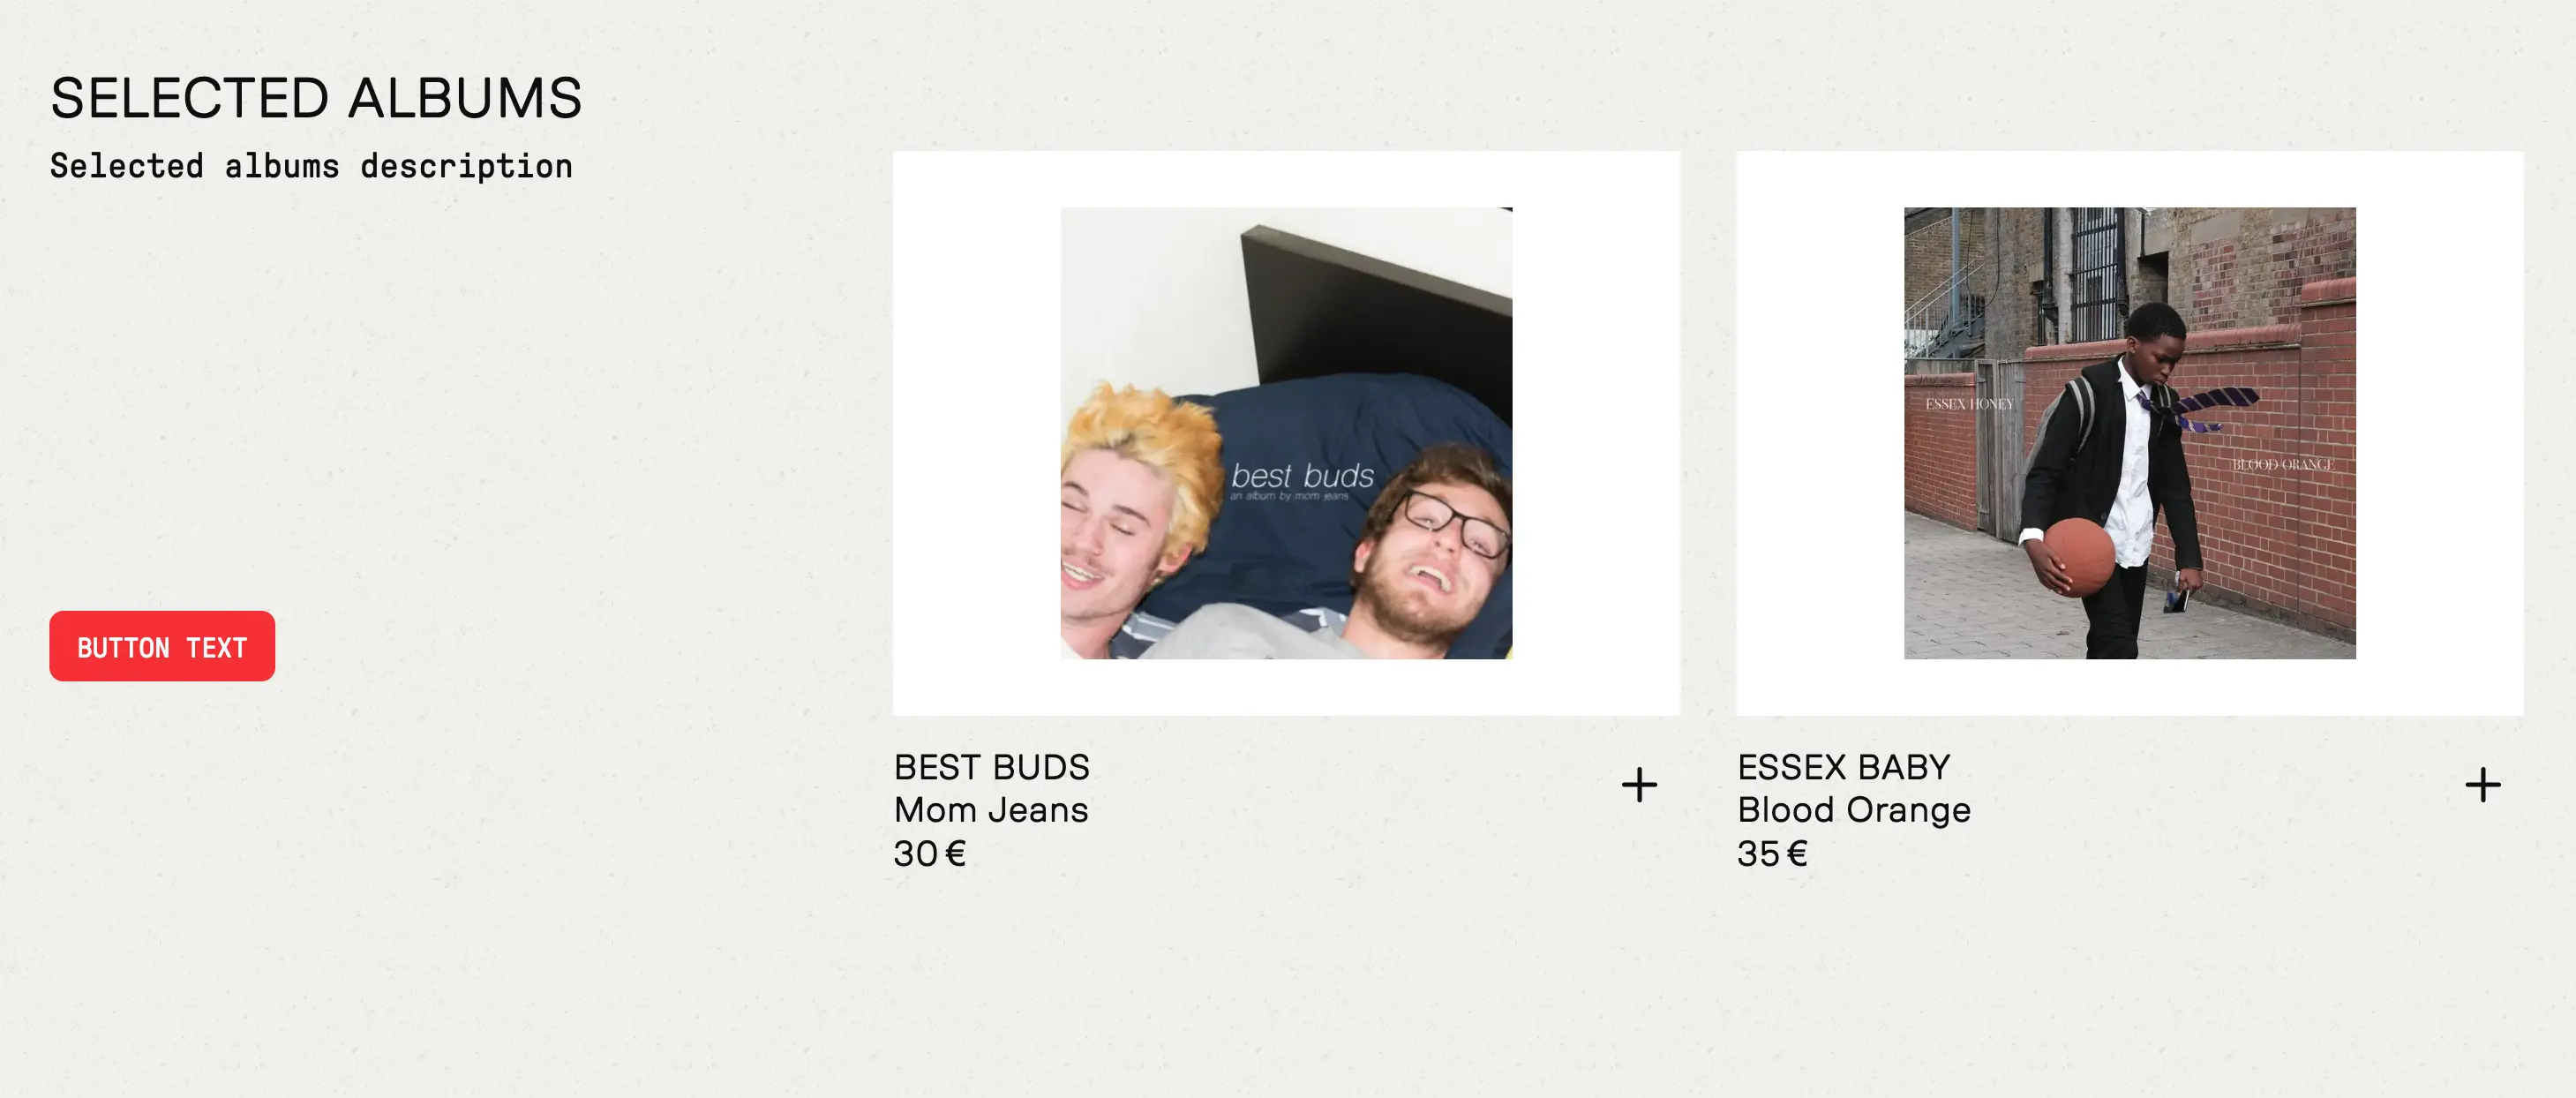 SELECTED ALBUMS
Selected albums description
BUTTON TEXT
best buds
an album by mom jeans
BEST BUDS
Mom Jeans
30 €
ESSEX HONEY
BLOOD ORANGE
ESSEX BABY
Blood Orange
35 €